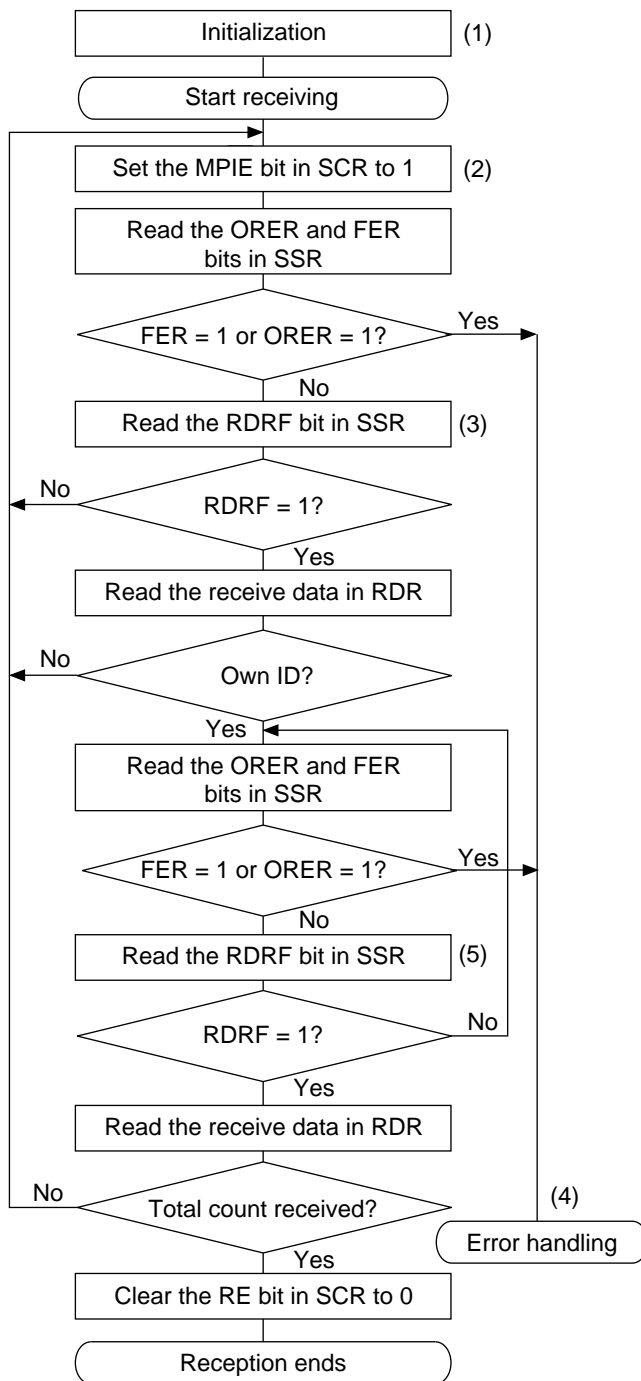 Initialization
(1)
Start receiving
Set the MPIE bit in SCR to 1
(2)
Read the ORER and FER
bits in SSR
FER = 1 or ORER = 1?
Yes
No
Read the RDRF bit in SSR
(3)
No
RDRF = 1?
Yes
Read the receive data in RDR
No
Own ID?
Yes
Read the ORER and FER
bits in SSR
FER = 1 or ORER = 1?
Yes
No
Read the RDRF bit in SSR
(5)
RDRF = 1?
No
Yes
Read the receive data in RDR
No
Total count received?
(4)
Error handling
Yes
Clear the RE bit in SCR to 0
Reception ends